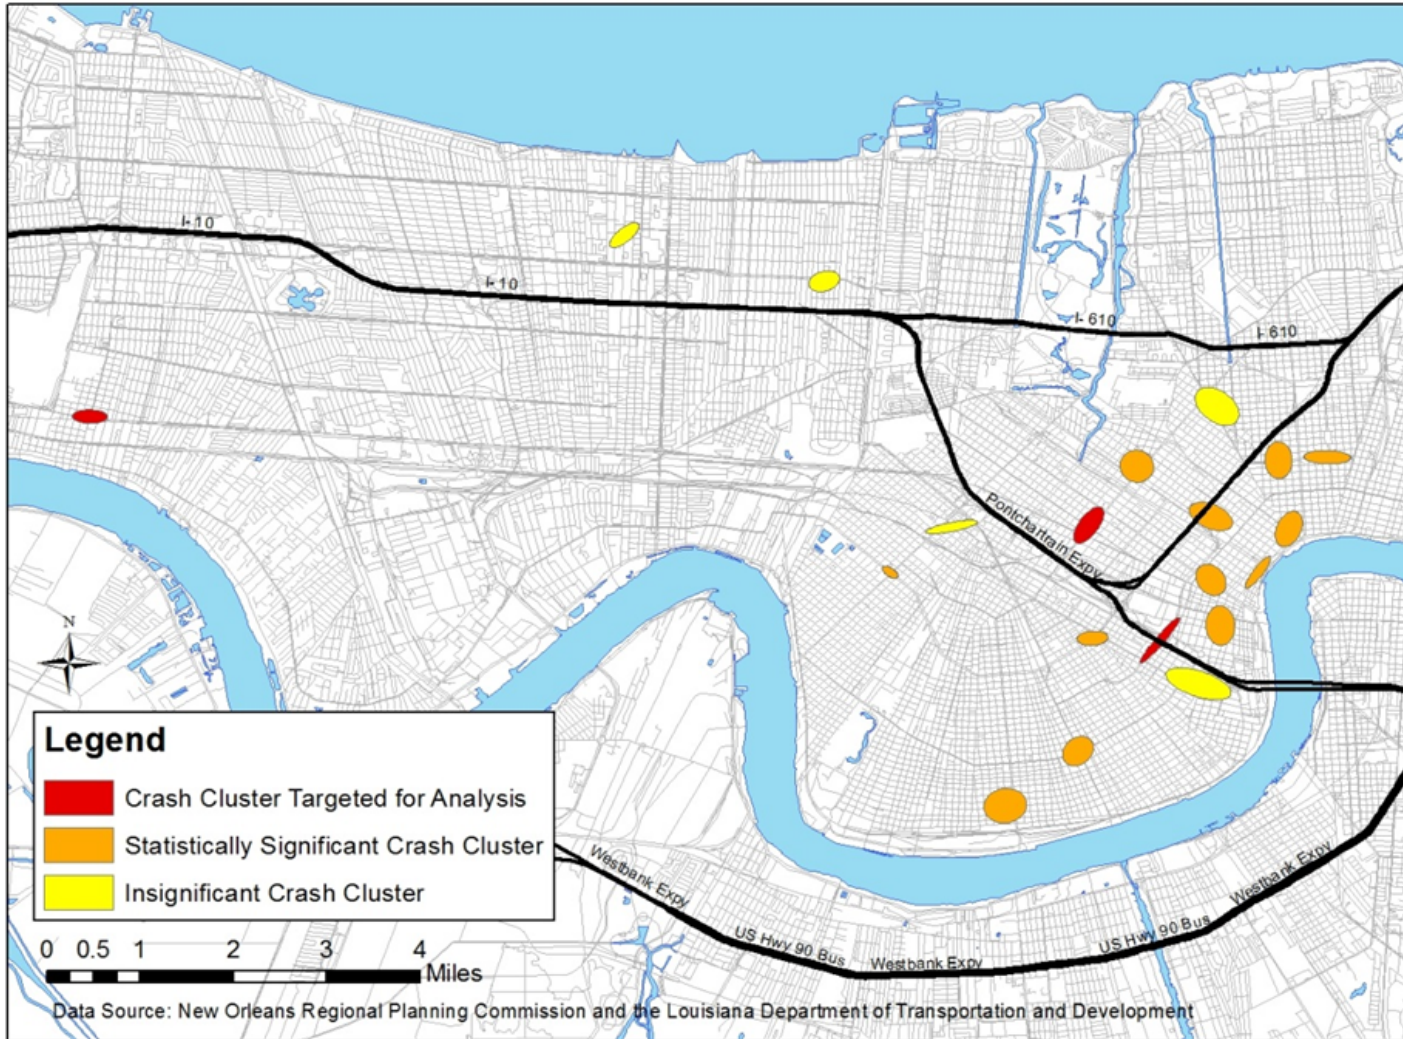 I- 10
I- 10
I- 610
I- 610
Pontchartrain Expy
N
Legend
Crash Cluster Targeted for Analysis
Statistically Significant Crash Cluster
Insignificant Crash Cluster
Westbank Expy
US Hwy 90 Bus
Westbank Expy
US Hwy 90 Bus
Westbank Expy
0 0.5 1 2 3 4
Miles
Data Source: New Orleans Regional Planning Commission and the Louisiana Department of Transportation and Development